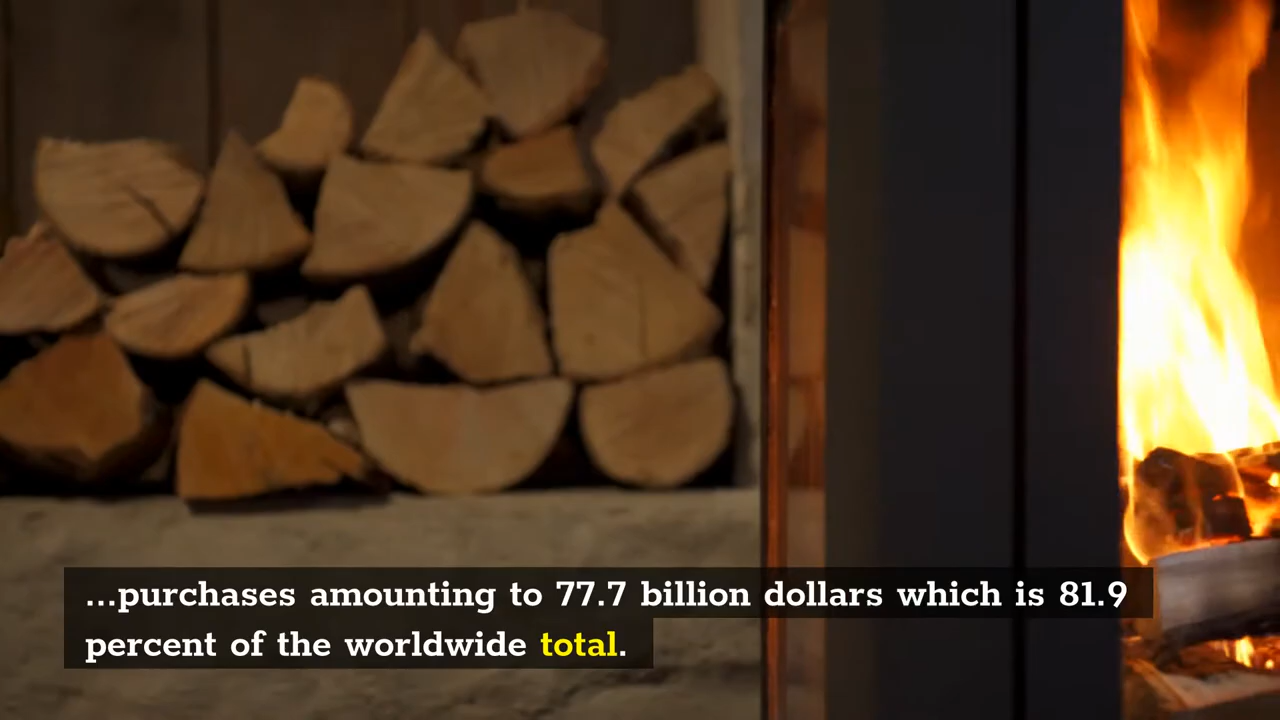 ...purchases amounting to 77.7 billion dollars which is 81.9
percent of the worldwide total.